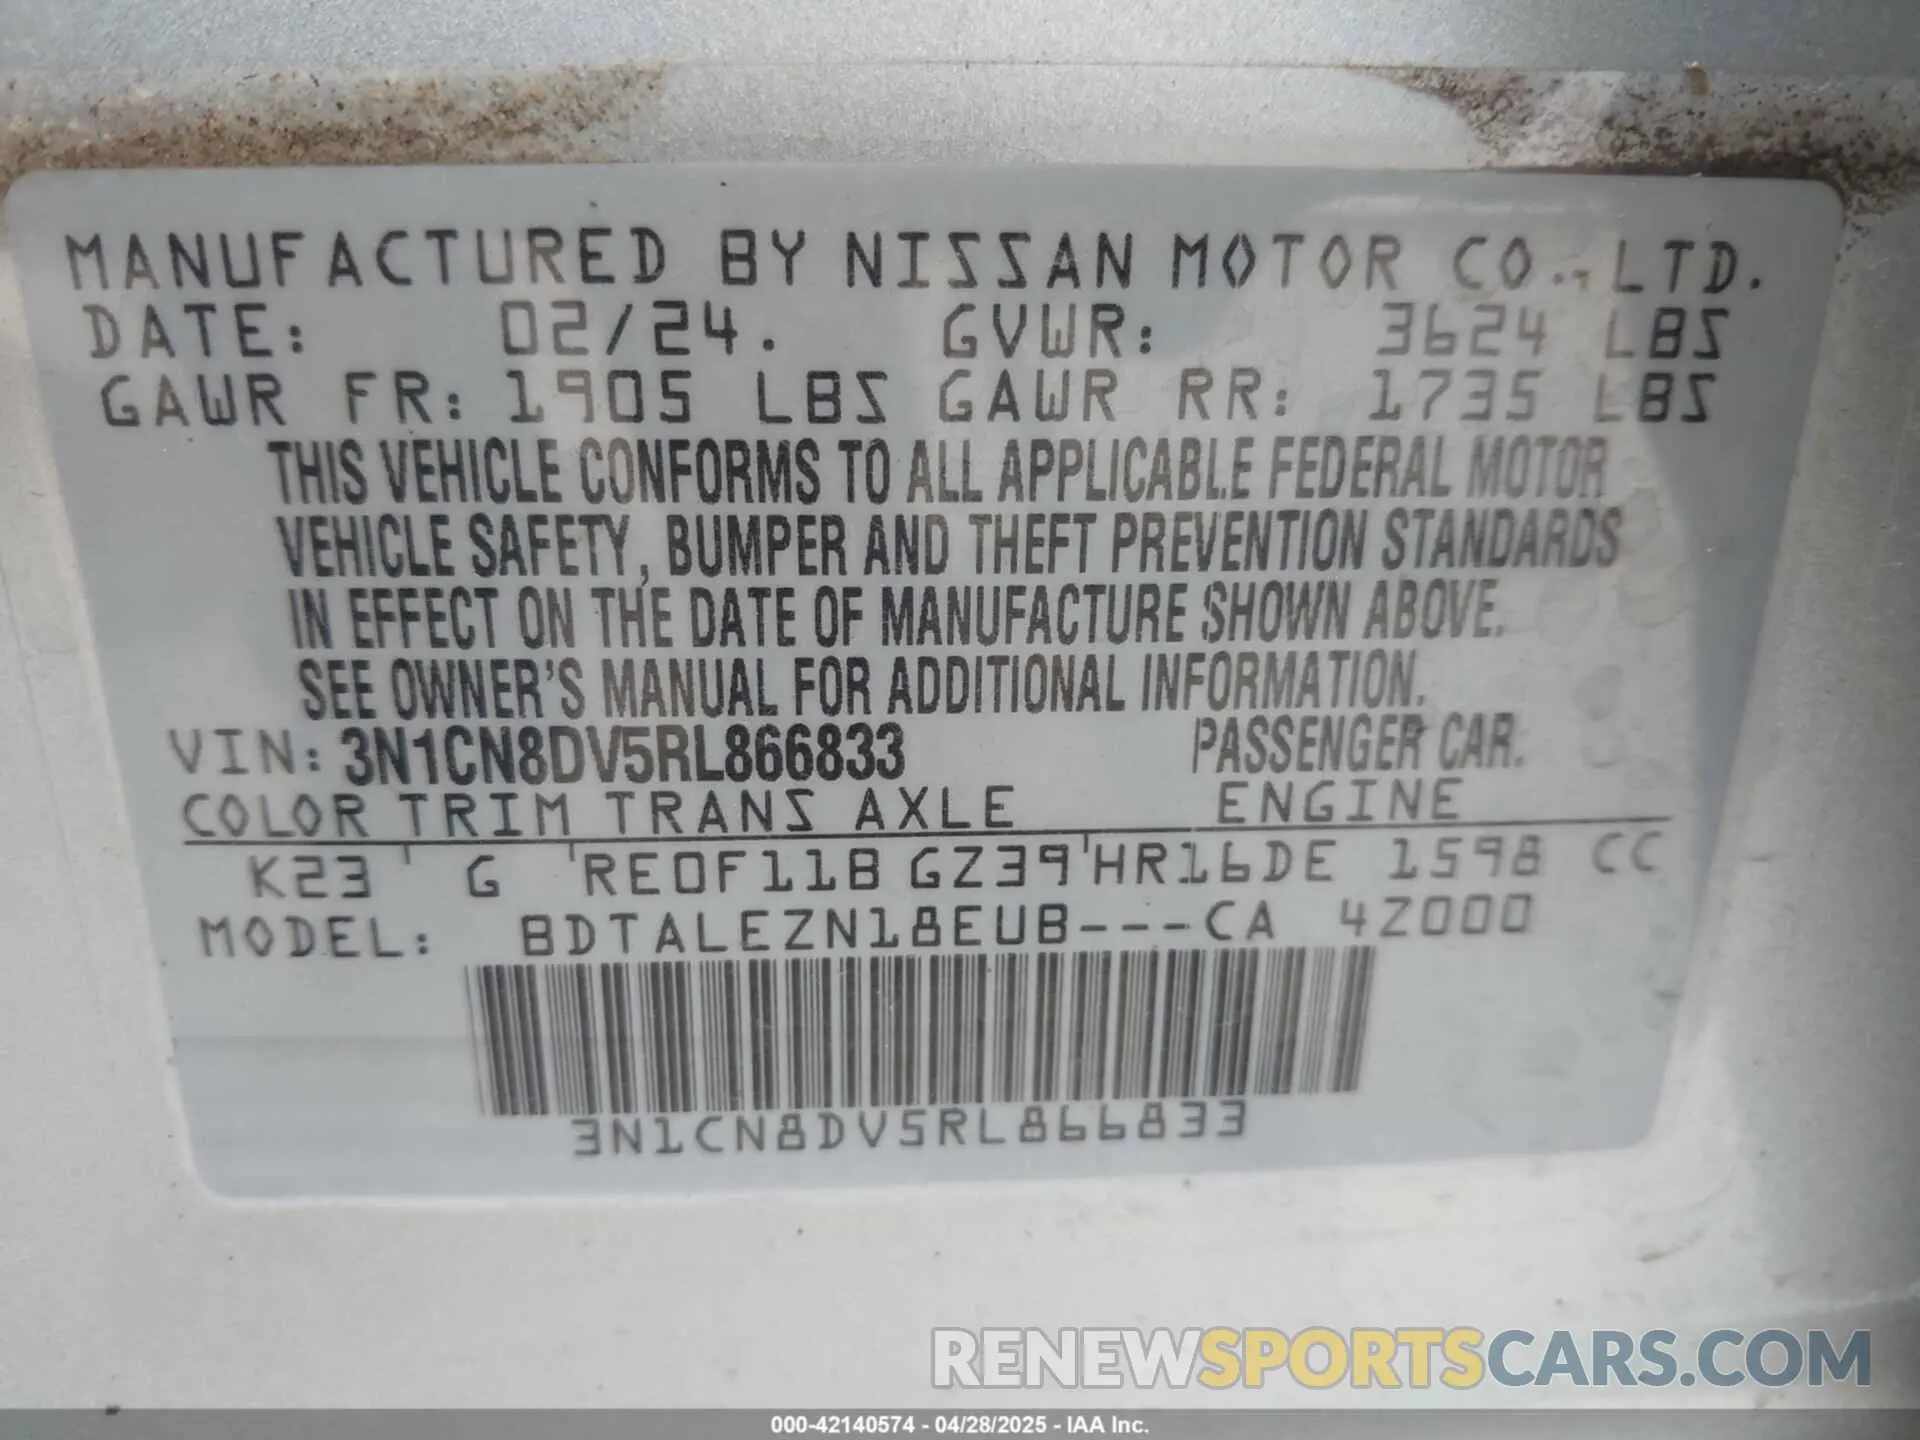 MANUFACTURED BY NISSAN MOTOR CO., LTD.
DATE: 02/24. GVWR: 3624 LBS
GAWR FR: 1905 LBS GAWR RR: 1735 LBS
THIS VEHICLE CONFORMS TO ALL APPLICABLE FEDERAL MOTOR
VEHICLE SAFETY, BUMPER AND THEFT PREVENTION STANDARDS
IN EFFECT ON THE DATE OF MANUFACTURE SHOWN ABOVE.
SEE OWNER'S MANUAL FOR ADDITIONAL INFORMATION.
VIN: 3N1CN8DV5RL866833 PASSENGER CAR.
COLOR TRIM TRANS AXLE ENGINE
K23 G RE0F11B GZ39 HR16DE 1598 CC
MODEL: BDTALEZN18EUB---CA 4Z000
3N1CN8DV5RL866833
RENEWSPORTSCARS.COM
000-42140574 - 04/28/2025 - IAA Inc.